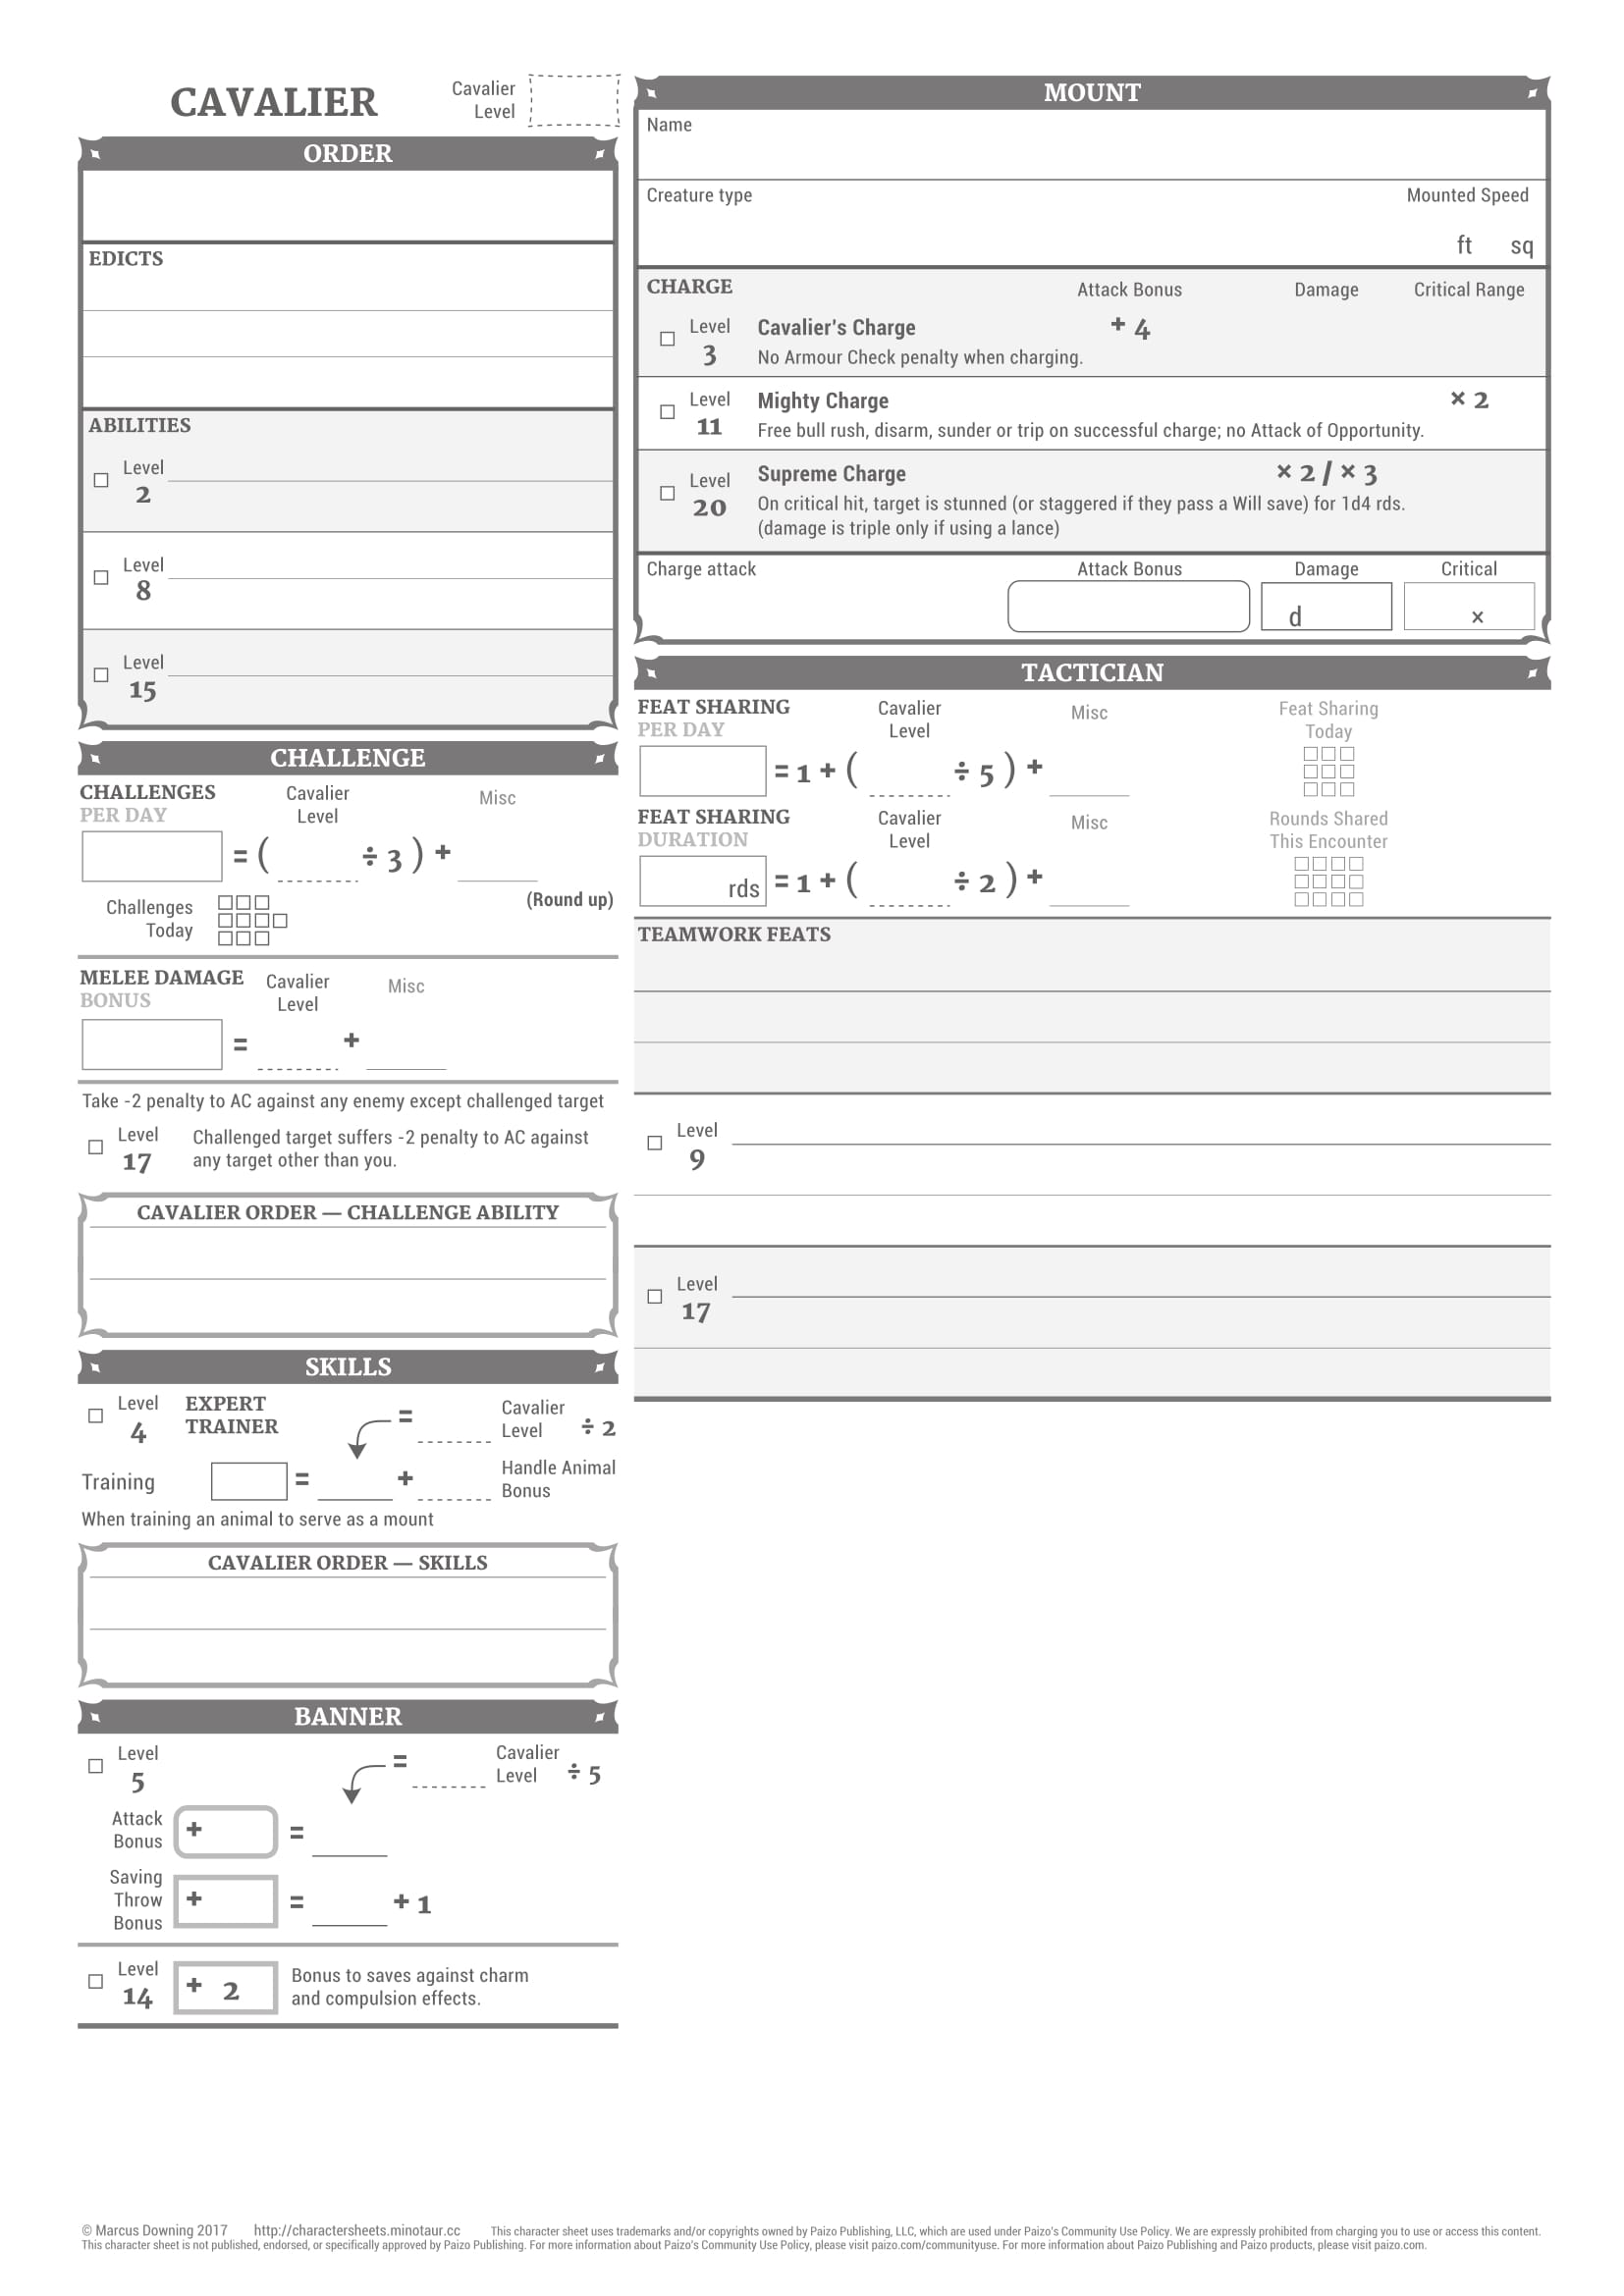 CAVALIER
Cavalier
Level
ORDER
EDICTS
ABILITIES
Level
2
Level
8
Level
15
CHALLENGE
CHALLENGES
PER DAY
Cavalier
Level
Misc
= ( ÷ 3 ) +
(Round up)
Challenges
Today
MELEE DAMAGE
BONUS
Cavalier
Level
Misc
= +
Take -2 penalty to AC against any enemy except challenged target
Level
17
Challenged target suffers -2 penalty to AC against
any target other than you.
CAVALIER ORDER — CHALLENGE ABILITY
SKILLS
Level
4
EXPERT
TRAINER
=
Cavalier
Level ÷ 2
Training = +
Handle Animal
Bonus
When training an animal to serve as a mount
CAVALIER ORDER — SKILLS
BANNER
Level
5
=
Cavalier
Level ÷ 5
Attack
Bonus
+ =
Saving
Throw
Bonus
+ = + 1
Level
14
+ 2
Bonus to saves against charm
and compulsion effects.
MOUNT
Name
Creature type
Mounted Speed
ft sq
CHARGE
Attack Bonus Damage Critical Range
Level
3
Cavalier's Charge + 4
No Armour Check penalty when charging.
Level
11
Mighty Charge × 2
Free bull rush, disarm, sunder or trip on successful charge; no Attack of Opportunity.
Level
20
Supreme Charge × 2 / × 3
On critical hit, target is stunned (or staggered if they pass a Will save) for 1d4 rds.
(damage is triple only if using a lance)
Charge attack Attack Bonus Damage Critical
d ×
TACTICIAN
FEAT SHARING
PER DAY
Cavalier
Level
Misc
Feat Sharing
Today
= 1 + ( ÷ 5 ) +
FEAT SHARING
DURATION
Cavalier
Level
Misc
Rounds Shared
This Encounter
rds = 1 + ( ÷ 2 ) +
TEAMWORK FEATS
Level
9
Level
17
© Marcus Downing 2017 http://charactersheets.minotaur.cc This character sheet uses trademarks and/or copyrights owned by Paizo Publishing, LLC, which are used under Paizo's Community Use Policy. We are expressly prohibited from charging you to use or access this content.
This character sheet is not published, endorsed, or specifically approved by Paizo Publishing. For more information about Paizo's Community Use Policy, please visit paizo.com/communityuse. For more information about Paizo Publishing and Paizo products, please visit paizo.com.